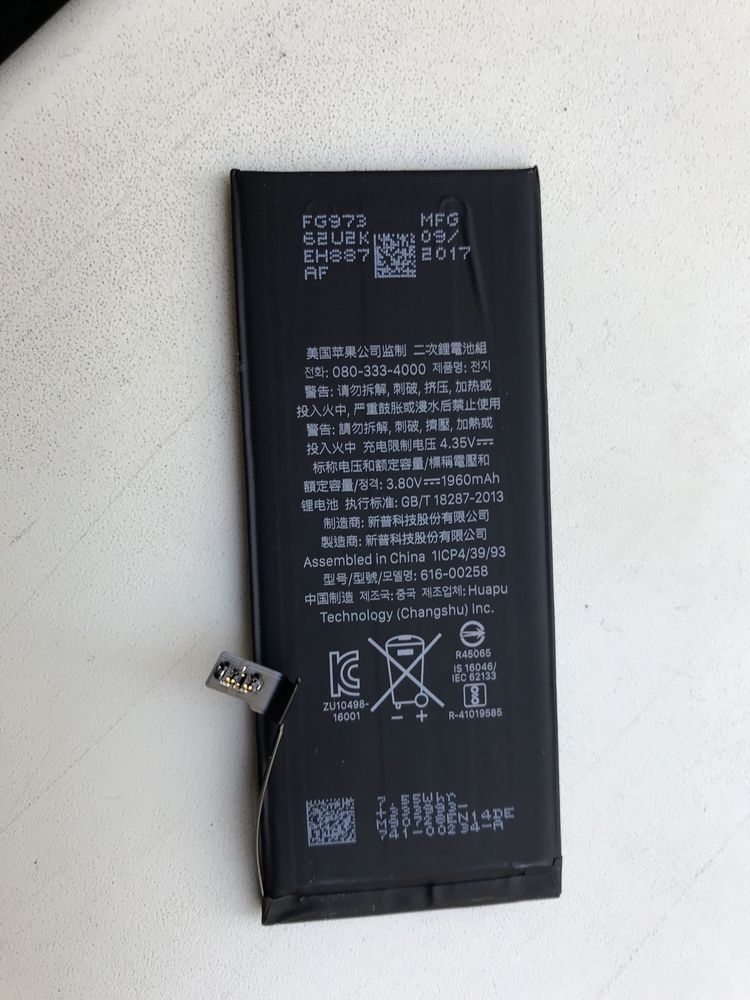 FG973
62U2K
EH887
AF
MFG
09/
2017
美国苹果公司监制 二次鋰電池組
전화: 080-333-4000 제품명: 전지
警告: 请勿拆解, 刺破, 挤压, 加热或
投入火中, 严重鼓胀或浸水后禁止使用
警告: 請勿拆解, 刺破, 擠壓, 加熱或
投入火中 充电限制电压 4.35V⎓
标称电压和额定容量/標稱電壓和
額定容量/정격: 3.80V⎓1960mAh
锂电池 执行标准: GB/T 18287-2013
制造商: 新普科技股份有限公司
製造商: 新普科技股份有限公司
Assembled in China 1ICP4/39/93
型号/型號/모델명: 616-00258
中国制造 제조국: 중국 제조업체: Huapu
Technology (Changshu) Inc.
ZU10498-
16001
R45065
IS 16046/
IEC 62133
R-41019585